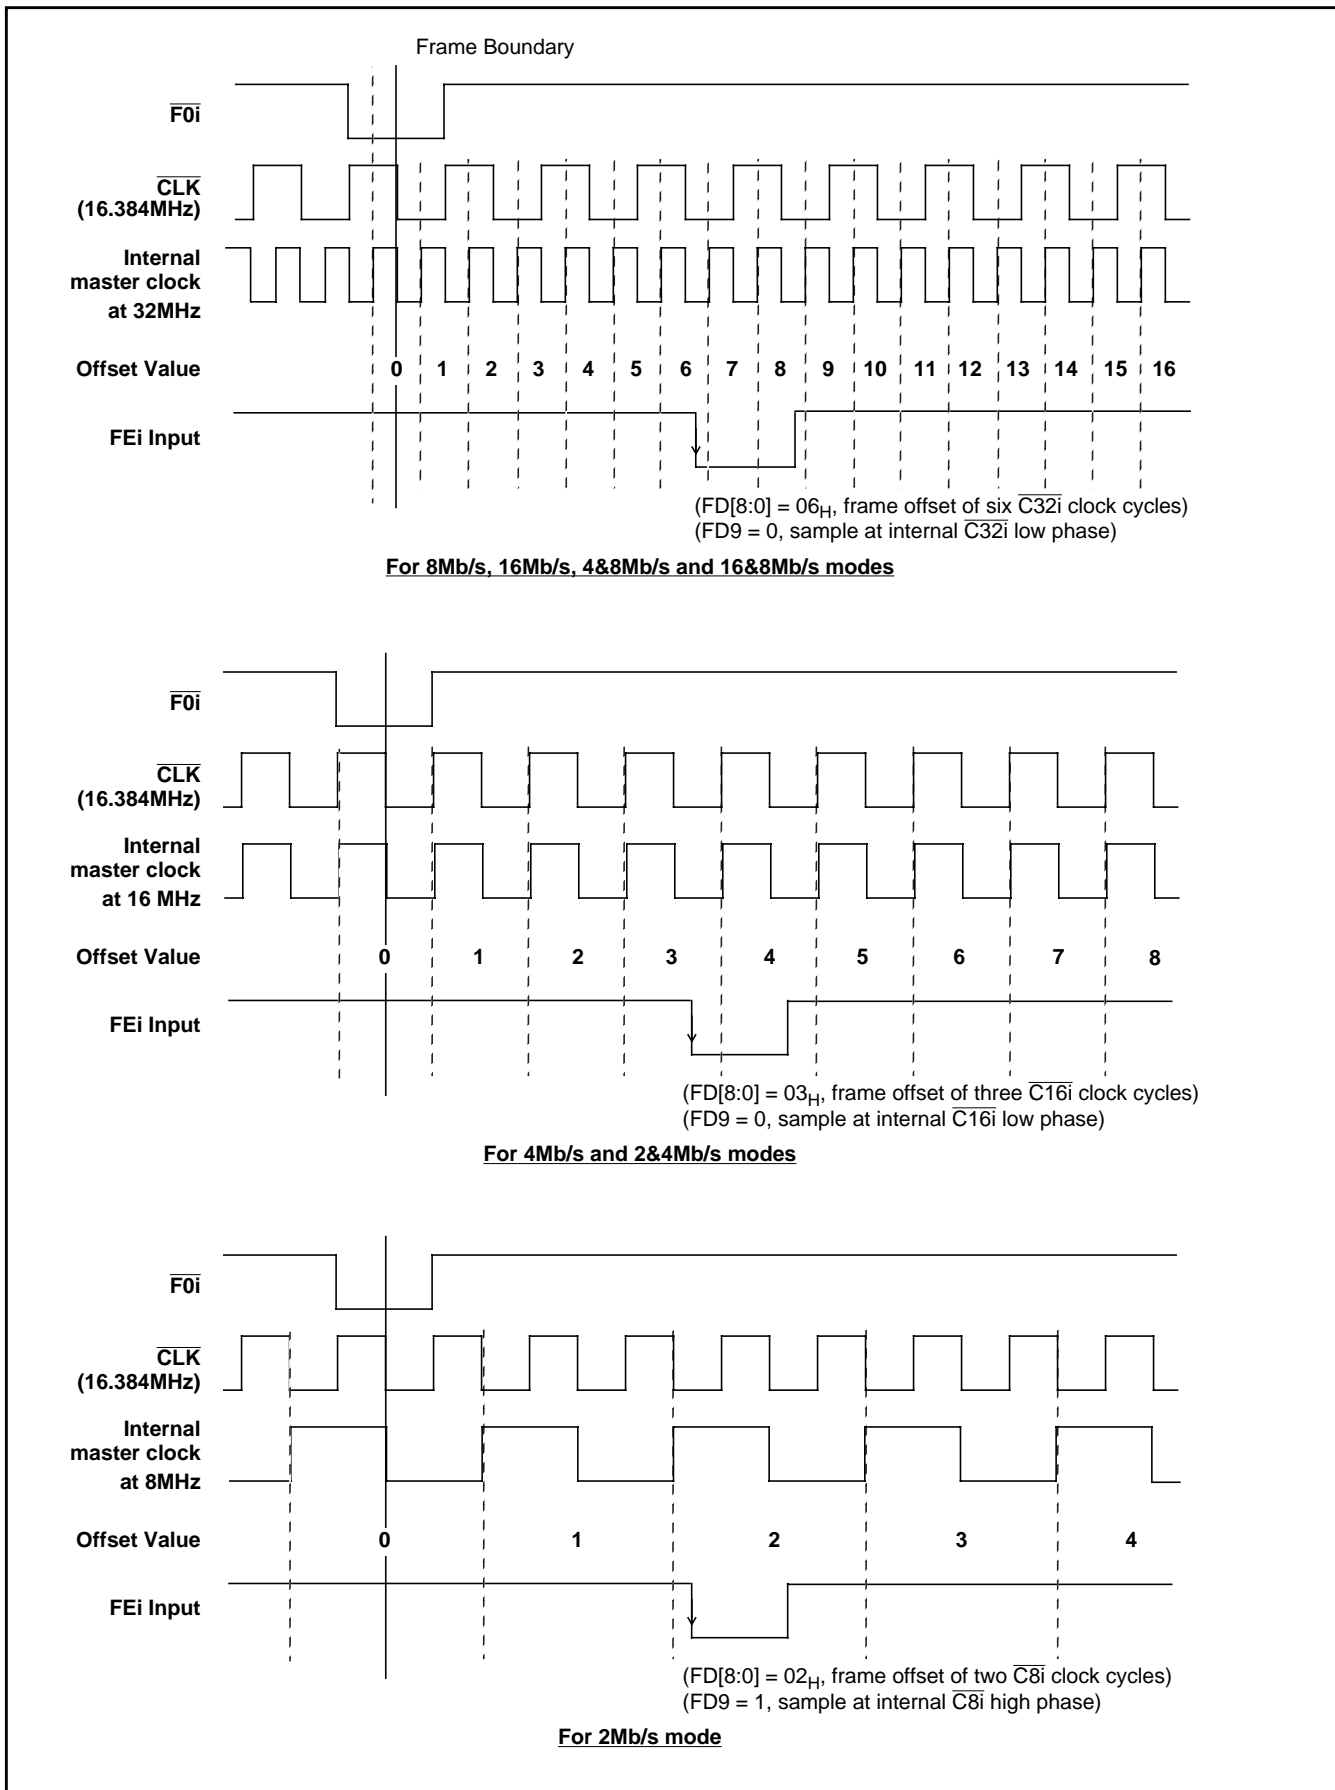 Frame Boundary
F0i
CLK
(16.384MHz)
Internal
master clock
at 32MHz
Offset Value 0 1 2 3 4 5 6 7 8 9 10 11 12 13 14 15 16
FEi Input
(FD[8:0] = 06H, frame offset of six C32i clock cycles)
(FD9 = 0, sample at internal C32i low phase)
For 8Mb/s, 16Mb/s, 4&8Mb/s and 16&8Mb/s modes
F0i
CLK
(16.384MHz)
Internal
master clock
at 16 MHz
Offset Value 0 1 2 3 4 5 6 7 8
FEi Input
(FD[8:0] = 03H, frame offset of three C16i clock cycles)
(FD9 = 0, sample at internal C16i low phase)
For 4Mb/s and 2&4Mb/s modes
F0i
CLK
(16.384MHz)
Internal
master clock
at 8MHz
Offset Value 0 1 2 3 4
FEi Input
(FD[8:0] = 02H, frame offset of two C8i clock cycles)
(FD9 = 1, sample at internal C8i high phase)
For 2Mb/s mode